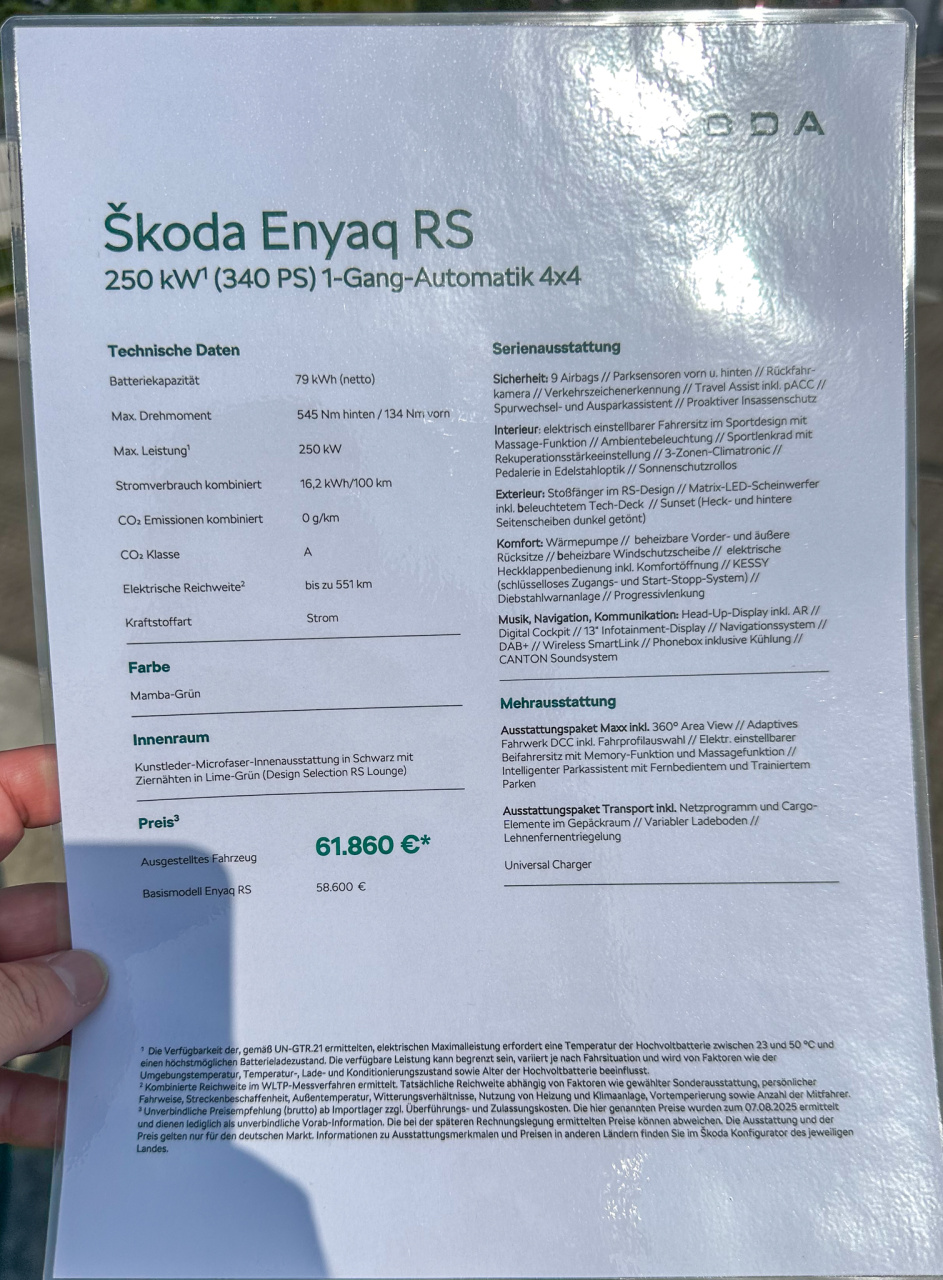 ODA
Škoda Enyaq RS
250 kW¹ (340 PS) 1-Gang-Automatik 4x4
Technische Daten
Batteriekapazität 79 kWh (netto)
Max. Drehmoment 545 Nm hinten / 134 Nm vorn
Max. Leistung¹ 250 kW
Stromverbrauch kombiniert 16,2 kWh/100 km
CO₂ Emissionen kombiniert 0 g/km
CO₂ Klasse A
Elektrische Reichweite² bis zu 551 km
Kraftstoffart Strom
Farbe
Mamba-Grün
Innenraum
Kunstleder-Microfaser-Innenausstattung in Schwarz mit
Ziernähten in Lime-Grün (Design Selection RS Lounge)
Preis³
Ausgestelltes Fahrzeug 61.860 €*
Basismodell Enyaq RS 58.600 €
Serienausstattung
Sicherheit: 9 Airbags // Parksensoren vorn u. hinten // Rückfahr-
kamera // Verkehrszeichenerkennung // Travel Assist inkl. pACC //
Spurwechsel- und Ausparkassistent // Proaktiver Insassenschutz
Interieur: elektrisch einstellbarer Fahrersitz im Sportdesign mit
Massage-Funktion // Ambientebeleuchtung // Sportlenkrad mit
Rekuperationsstärkeeinstellung // 3-Zonen-Climatronic //
Pedalerie in Edelstahloptik // Sonnenschutzrollos
Exterieur: Stoßfänger im RS-Design // Matrix-LED-Scheinwerfer
inkl. beleuchtetem Tech-Deck // Sunset (Heck- und hintere
Seitenscheiben dunkel getönt)
Komfort: Wärmepumpe // beheizbare Vorder- und äußere
Rücksitze // beheizbare Windschutzscheibe // elektrische
Heckklappenbedienung inkl. Komfortöffnung // KESSY
(schlüsselloses Zugangs- und Start-Stopp-System) //
Diebstahlwarnanlage // Progressivlenkung
Musik, Navigation, Kommunikation: Head-Up-Display inkl. AR //
Digital Cockpit // 13" Infotainment-Display // Navigationssystem //
DAB+ // Wireless SmartLink // Phonebox inklusive Kühlung //
CANTON Soundsystem
Mehrausstattung
Ausstattungspaket Maxx inkl. 360° Area View // Adaptives
Fahrwerk DCC inkl. Fahrprofilauswahl // Elektr. einstellbarer
Beifahrersitz mit Memory-Funktion und Massagefunktion //
Intelligenter Parkassistent mit Fernbedientem und Trainiertem
Parken
Ausstattungspaket Transport inkl. Netzprogramm und Cargo-
Elemente im Gepäckraum // Variabler Ladeboden //
Lehnenfernentriegelung
Universal Charger
¹ Die Verfügbarkeit der, gemäß UN-GTR.21 ermittelten, elektrischen Maximalleistung erfordert eine Temperatur der Hochvoltbatterie zwischen 23 und 50 °C und
einen höchstmöglichen Batterieladezustand. Die verfügbare Leistung kann begrenzt sein, variiert je nach Fahrsituation und wird von Faktoren wie der
Umgebungstemperatur, Temperatur-, Lade- und Konditionierungszustand sowie Alter der Hochvoltbatterie beeinflusst.
² Kombinierte Reichweite im WLTP-Messverfahren ermittelt. Tatsächliche Reichweite abhängig von Faktoren wie gewählter Sonderausstattung, persönlicher
Fahrweise, Streckenbeschaffenheit, Außentemperatur, Witterungsverhältnisse, Nutzung von Heizung und Klimaanlage, Vortemperierung sowie Anzahl der Mitfahrer.
³ Unverbindliche Preisempfehlung (brutto) ab Importlager zzgl. Überführungs- und Zulassungskosten. Die hier genannten Preise wurden zum 07.08.2025 ermittelt
und dienen lediglich als unverbindliche Vorab-Information. Die bei der späteren Rechnungslegung ermittelten Preise können abweichen. Die Ausstattung und der
Preis gelten nur für den deutschen Markt. Informationen zu Ausstattungsmerkmalen und Preisen in anderen Ländern finden Sie im Škoda Konfigurator des jeweiligen
Landes.